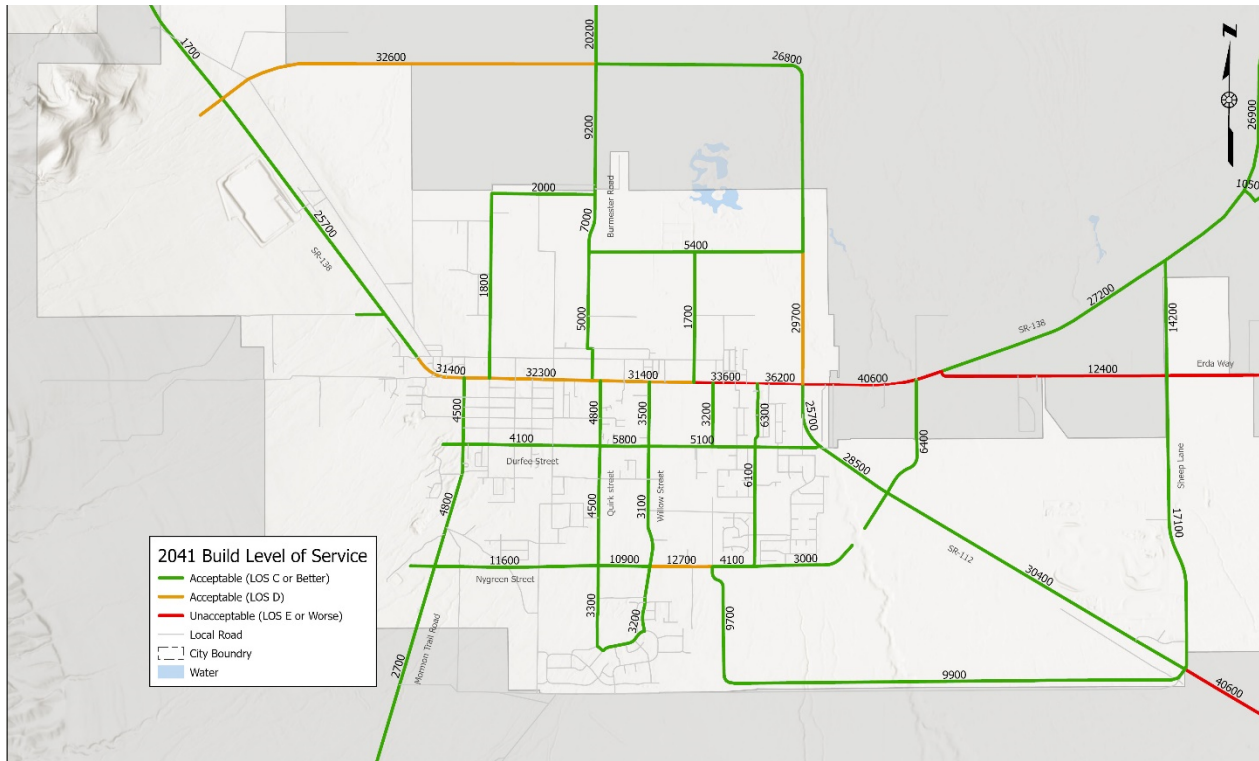 1700
32600
20200
26800
26900
1050
9200
Z
2000
Burmester Road
7000
25700
SR-138
5400
1800
5000
1700
29700
SR-138
27200
14200
Erda Way
31400
32300
31400
33600
36200
40600
12400
4500
4800
3500
3200
6300
25700
4100
5800
5100
Durfee Street
28500
6400
Sheep Lane
4800
4500
Quirk street
3100
Willow Street
6100
17100
SR-112
30400
11600
10900
12700
4100
3000
Nygreen Street
3300
3200
9700
2700
Mormon Trail Road
9900
40600
2041 Build Level of Service
Acceptable (LOS C or Better)
Acceptable (LOS D)
Unacceptable (LOS E or Worse)
Local Road
City Boundry
Water